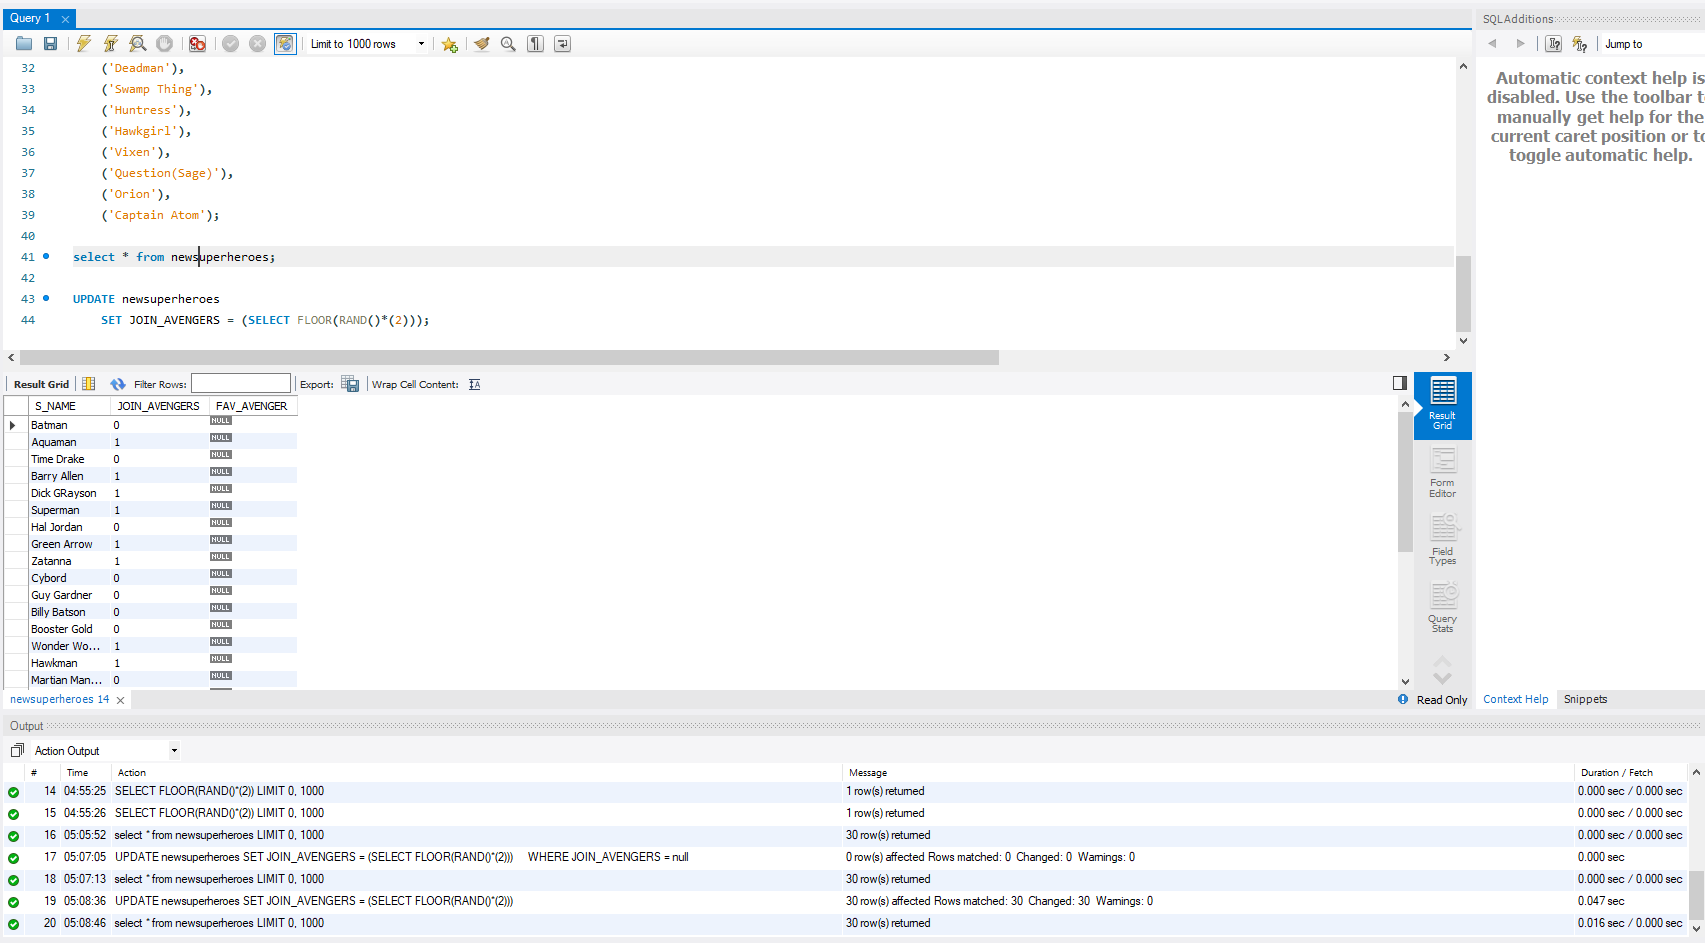 Query 1
SQLAdditions
Limit to 1000 rows
Jump to
32 ('Deadman'),
33 ('Swamp Thing'),
34 ('Huntress'),
35 ('Hawkgirl'),
36 ('Vixen'),
37 ('Question(Sage)'),
38 ('Orion'),
39 ('Captain Atom');
40
41 select * from newsuperheroes;
42
43 UPDATE newsuperheroes
44 SET JOIN_AVENGERS = (SELECT FLOOR(RAND()*(2)));
Automatic context help is
disabled. Use the toolbar t
manually get help for the
current caret position or to
toggle automatic help.
Result Grid Filter Rows: Export: Wrap Cell Content:
S_NAME JOIN_AVENGERS FAV_AVENGER
Batman 0 NULL
Aquaman 1 NULL
Time Drake 0 NULL
Barry Allen 1 NULL
Dick GRayson 1 NULL
Superman 1 NULL
Hal Jordan 0 NULL
Green Arrow 1 NULL
Zatanna 1 NULL
Cybord 0 NULL
Guy Gardner 0 NULL
Billy Batson 0 NULL
Booster Gold 0 NULL
Wonder Wo... 1 NULL
Hawkman 1 NULL
Martian Man... 0 NULL
Result
Grid
Form
Editor
Field
Types
Query
Stats
newsuperheroes 14
Read Only
Context Help Snippets
Output
Action Output
# Time Action Message Duration / Fetch
14 04:55:25 SELECT FLOOR(RAND()*(2)) LIMIT 0, 1000 1 row(s) returned 0.000 sec / 0.000 sec
15 04:55:26 SELECT FLOOR(RAND()*(2)) LIMIT 0, 1000 1 row(s) returned 0.000 sec / 0.000 sec
16 05:05:52 select * from newsuperheroes LIMIT 0, 1000 30 row(s) returned 0.000 sec / 0.000 sec
17 05:07:05 UPDATE newsuperheroes SET JOIN_AVENGERS = (SELECT FLOOR(RAND()*(2))) WHERE JOIN_AVENGERS = null 0 row(s) affected Rows matched: 0 Changed: 0 Warnings: 0 0.000 sec
18 05:07:13 select * from newsuperheroes LIMIT 0, 1000 30 row(s) returned 0.000 sec / 0.000 sec
19 05:08:36 UPDATE newsuperheroes SET JOIN_AVENGERS = (SELECT FLOOR(RAND()*(2))) 30 row(s) affected Rows matched: 30 Changed: 30 Warnings: 0 0.047 sec
20 05:08:46 select * from newsuperheroes LIMIT 0, 1000 30 row(s) returned 0.016 sec / 0.000 sec